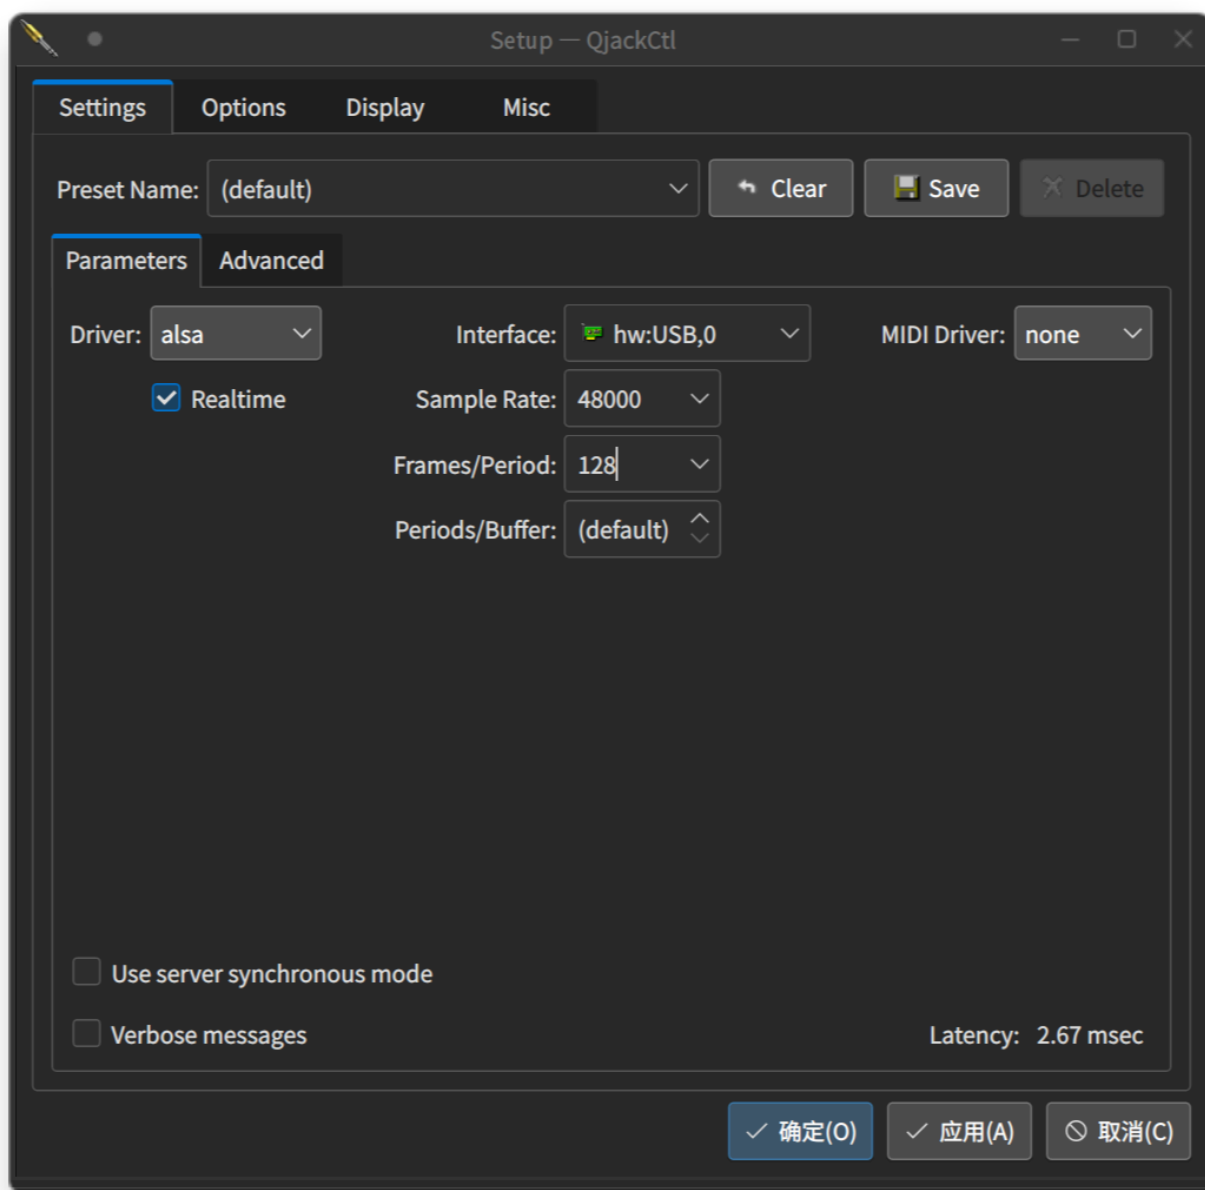 Setup — QjackCtl
Settings Options Display Misc
Preset Name: (default) Clear Save Delete
Parameters Advanced
Driver: alsa Interface: hw:USB,0 MIDI Driver: none
Realtime Sample Rate: 48000
Frames/Period: 128
Periods/Buffer: (default)
Use server synchronous mode
Verbose messages Latency: 2.67 msec
确定(O) 应用(A) 取消(C)